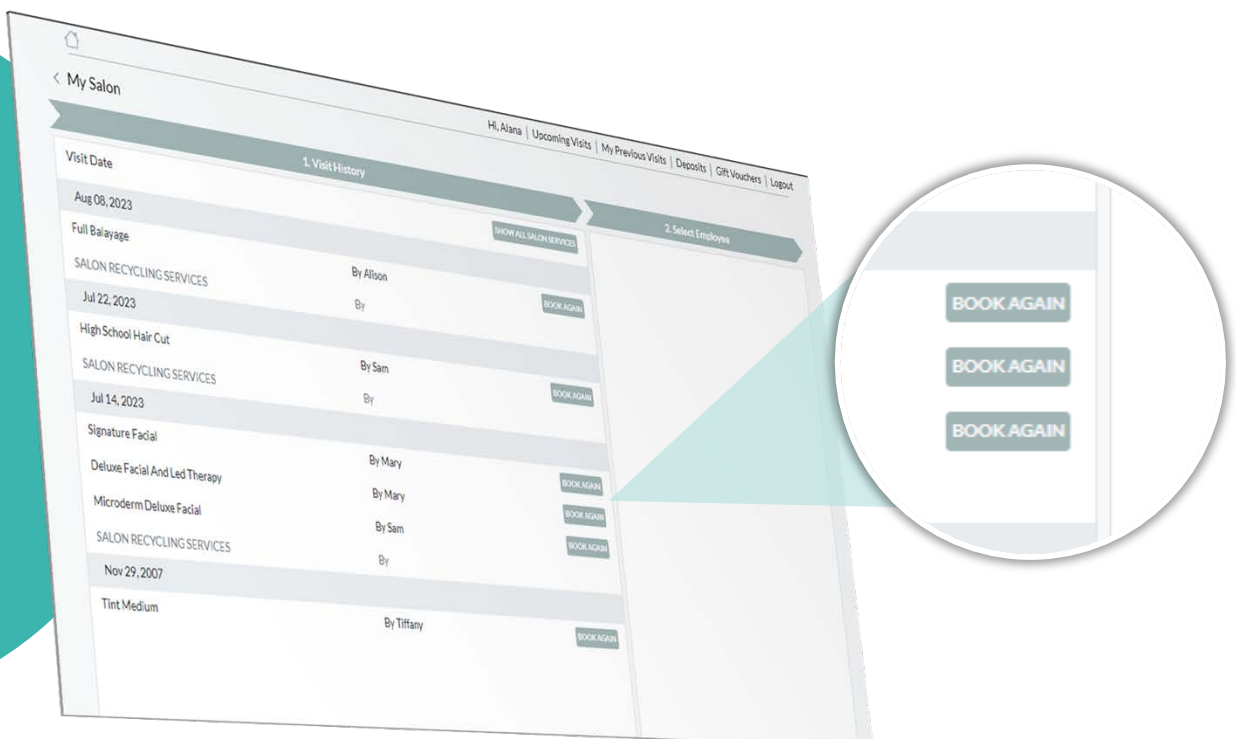 < My Salon
Hi, Alana | Upcoming Visits | My Previous Visits | Deposits | Gift Vouchers | Logout
1. Visit History
2. Select Employee
Visit Date
SHOW ALL SALON SERVICES
Aug 08, 2023
Full Balayage By Alison BOOK AGAIN
SALON RECYCLING SERVICES By
Jul 22, 2023
High School Hair Cut By Sam BOOK AGAIN
SALON RECYCLING SERVICES By
Jul 14, 2023
Signature Facial By Mary BOOK AGAIN
Deluxe Facial And Led Therapy By Mary BOOK AGAIN
Microderm Deluxe Facial By Sam BOOK AGAIN
SALON RECYCLING SERVICES By
Nov 29, 2007
Tint Medium By Tiffany BOOK AGAIN
BOOK AGAIN
BOOK AGAIN
BOOK AGAIN